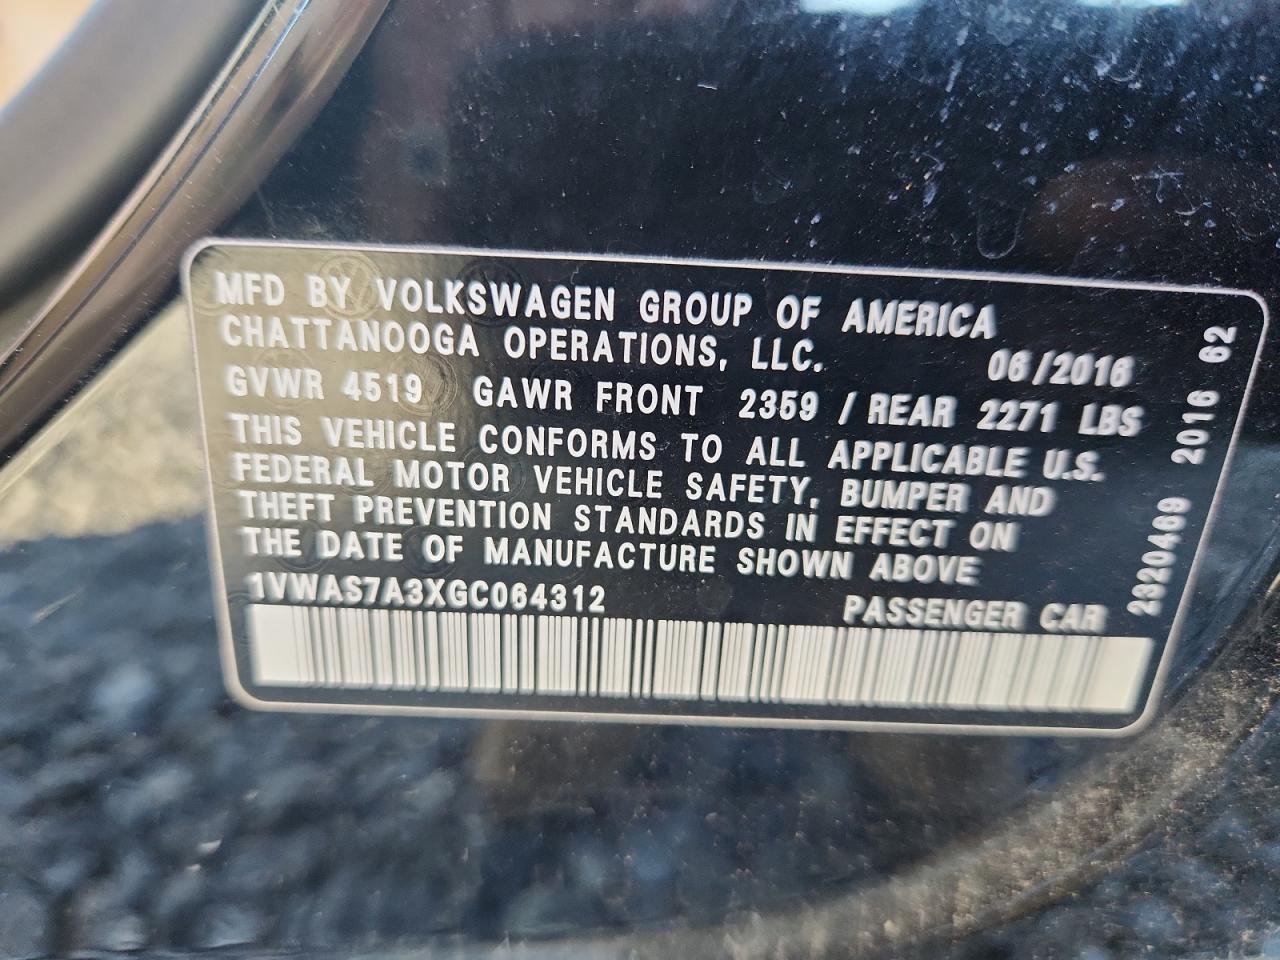 MFD BY VOLKSWAGEN GROUP OF AMERICA
CHATTANOOGA OPERATIONS, LLC. 06/2016
GVWR 4519 GAWR FRONT 2359 / REAR 2271 LBS
THIS VEHICLE CONFORMS TO ALL APPLICABLE U.S.
FEDERAL MOTOR VEHICLE SAFETY, BUMPER AND
THEFT PREVENTION STANDARDS IN EFFECT ON
THE DATE OF MANUFACTURE SHOWN ABOVE
1VWAS7A3XGC064312 PASSENGER CAR
2320469 2016 62